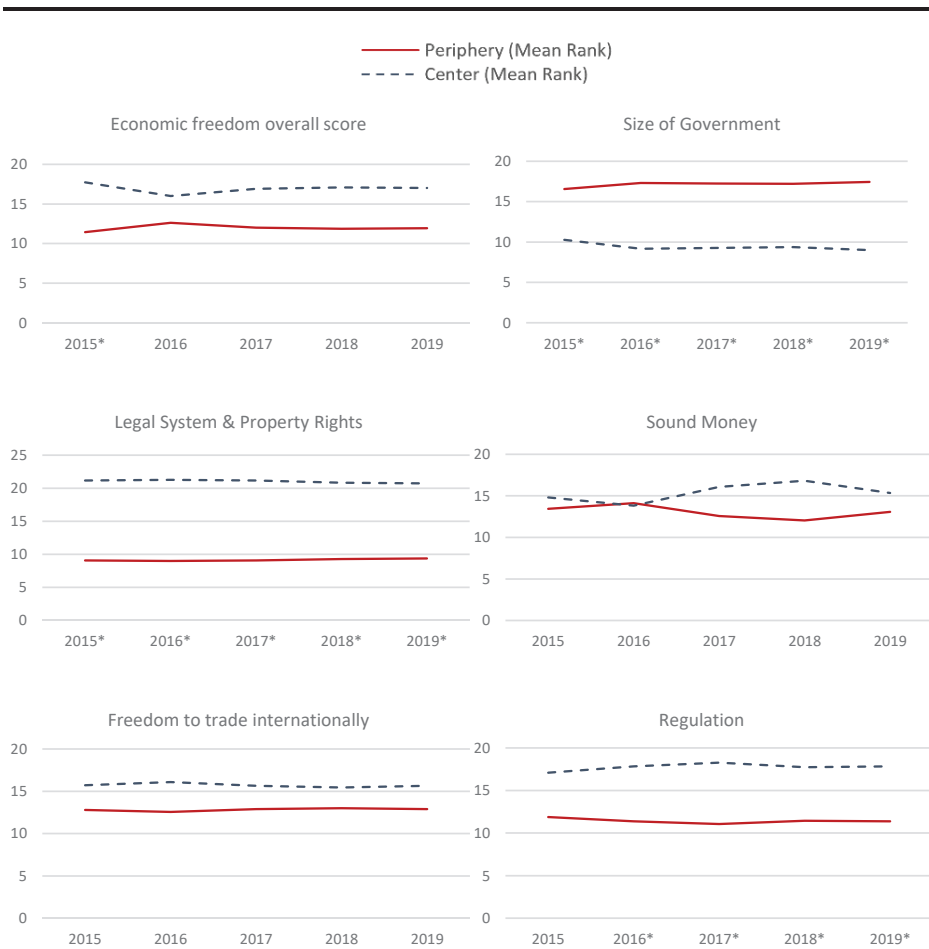 Periphery (Mean Rank)
Center (Mean Rank)
Economic freedom overall score
20
15
10
5
0
2015* 2016 2017 2018 2019
Size of Government
20
15
10
5
0
2015* 2016* 2017* 2018* 2019*
Legal System & Property Rights
25
20
15
10
5
0
2015* 2016* 2017* 2018* 2019*
Sound Money
20
15
10
5
0
2015 2016 2017 2018 2019
Freedom to trade internationally
20
15
10
5
0
2015 2016 2017 2018 2019
Regulation
20
15
10
5
0
2015 2016* 2017* 2018* 2019*